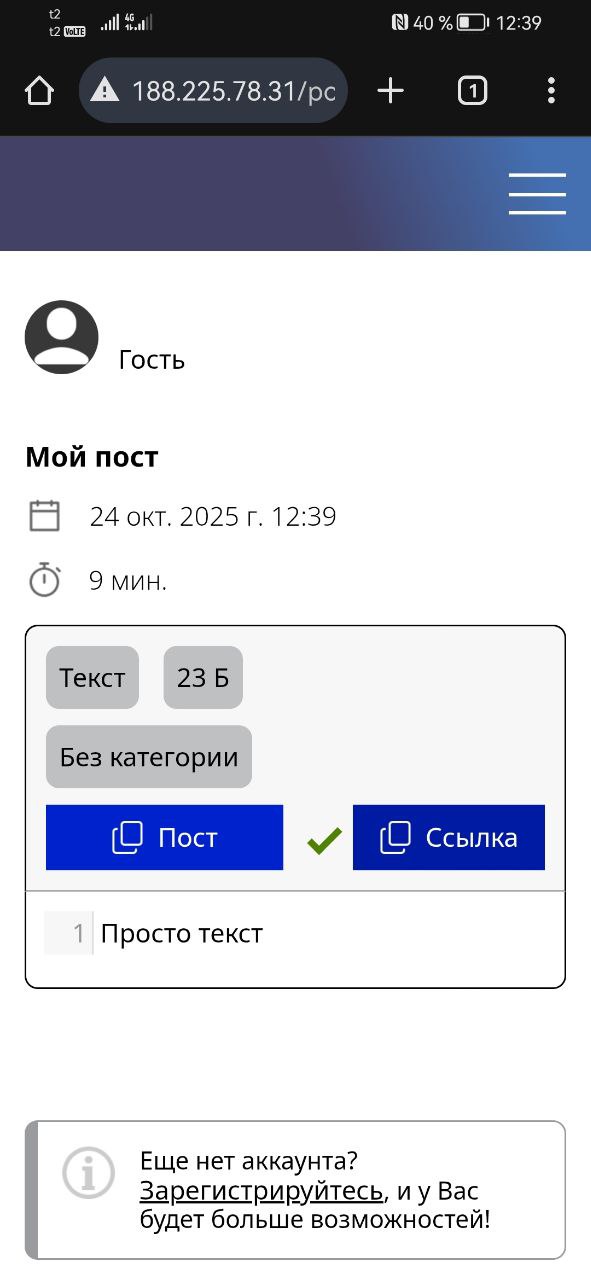 t2
t2 VoLTE 4G 40 % 12:39
188.225.78.31/po
1
Гость
Мой пост
24 окт. 2025 г. 12:39
9 мин.
Текст 23 Б
Без категории
Пост Ссылка
1 Просто текст
Еще нет аккаунта?
Зарегистрируйтесь, и у Вас
будет больше возможностей!